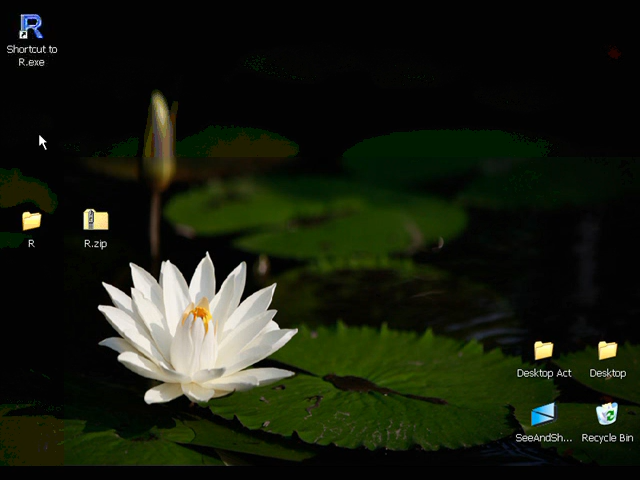 Shortcut to
R.exe
R
R.zip
Desktop Act
Desktop
SeeAndSh...
Recycle Bin